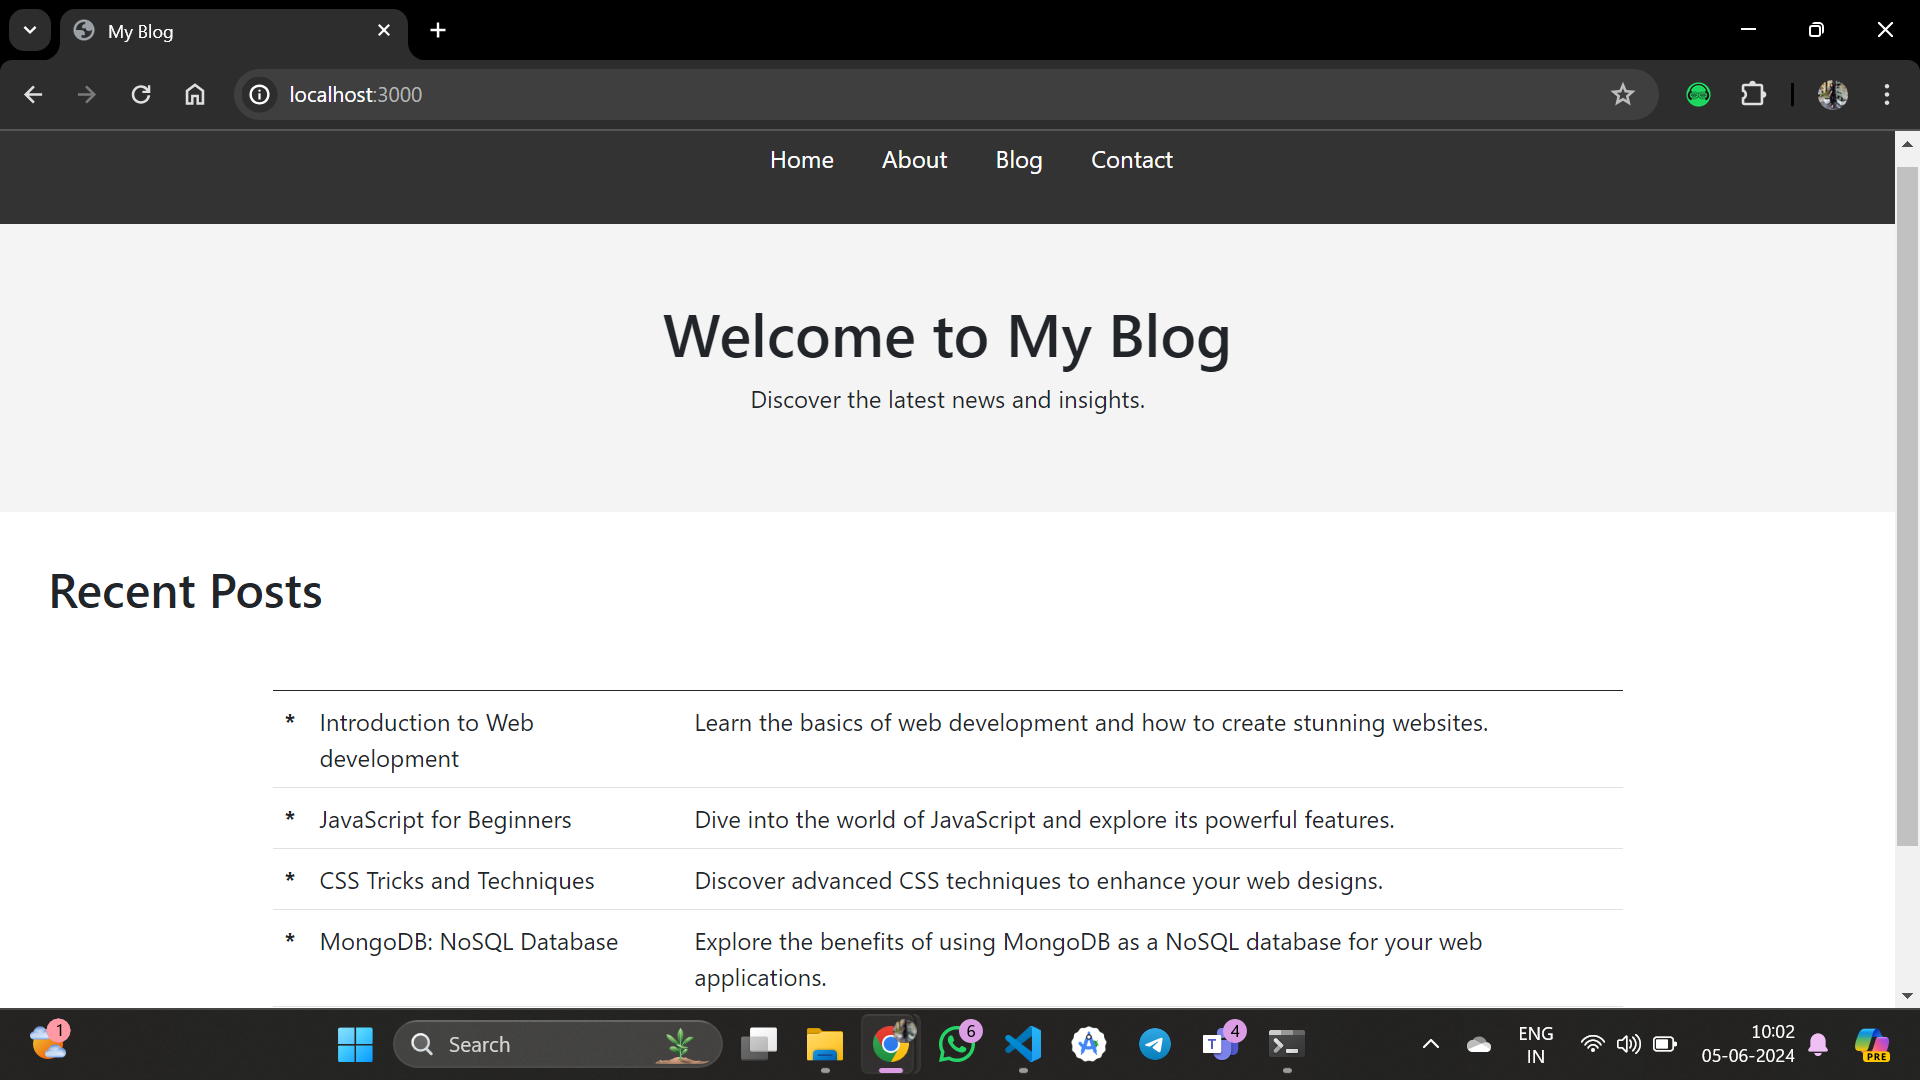 My Blog
localhost:3000
Home About Blog Contact
Welcome to My Blog
Discover the latest news and insights.
Recent Posts
* Introduction to Web Learn the basics of web development and how to create stunning websites.
development
* JavaScript for Beginners Dive into the world of JavaScript and explore its powerful features.
* CSS Tricks and Techniques Discover advanced CSS techniques to enhance your web designs.
* MongoDB: NoSQL Database Explore the benefits of using MongoDB as a NoSQL database for your web
applications.
1 Search 6 T 4 ENG 10:02
IN 05-06-2024 PRE